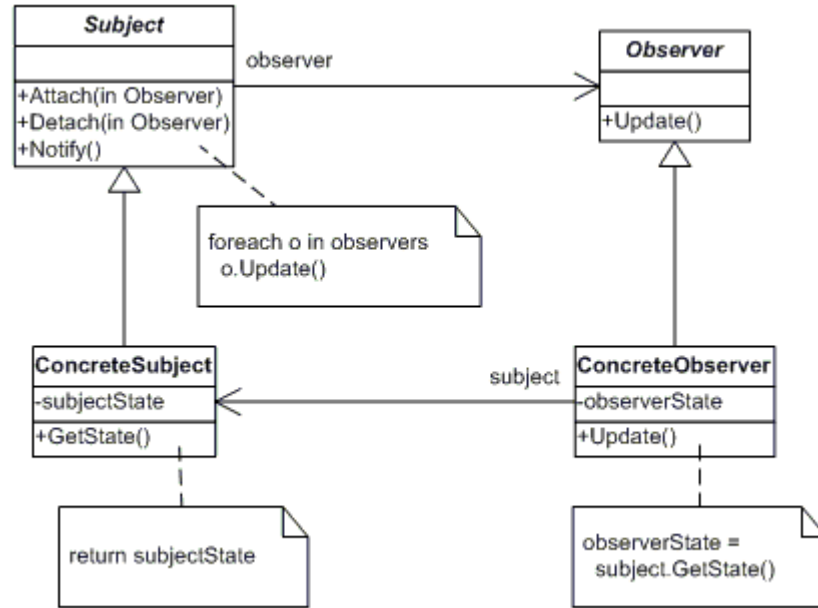 Subject
+Attach(in Observer)
+Detach(in Observer)
+Notify()
observer
Observer
+Update()
foreach o in observers
o.Update()
ConcreteSubject
-subjectState
+GetState()
subject
ConcreteObserver
-observerState
+Update()
return subjectState
observerState =
subject.GetState()